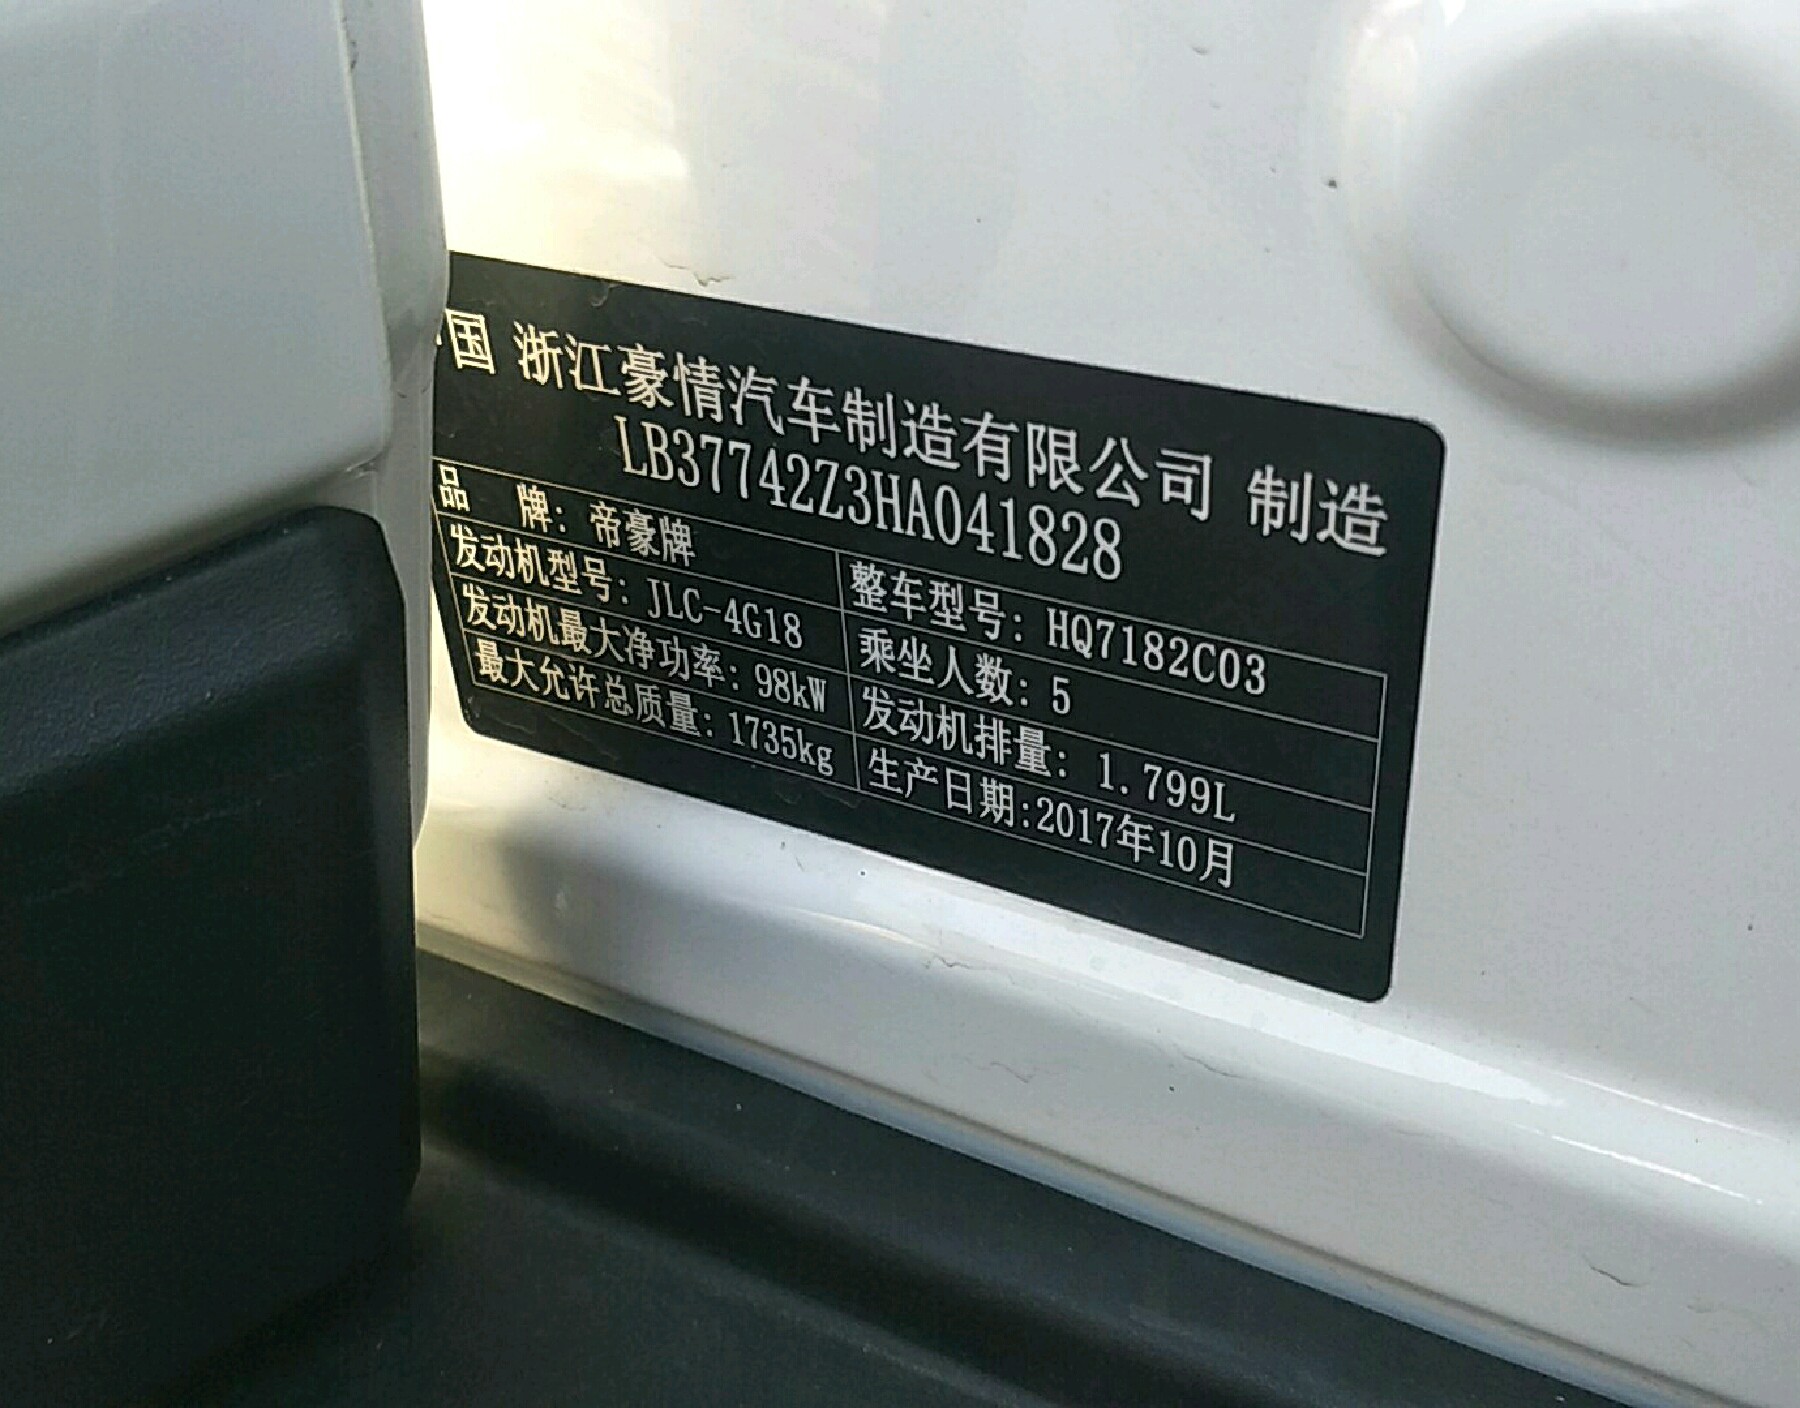 国 浙江豪情汽车制造有限公司 制造
LB37742Z3HA041828
品 牌: 帝豪牌 整车型号: HQ7182C03
发动机型号: JLC-4G18 乘坐人数: 5
发动机最大净功率: 98kW 发动机排量: 1.799L
最大允许总质量: 1735kg 生产日期:2017年10月